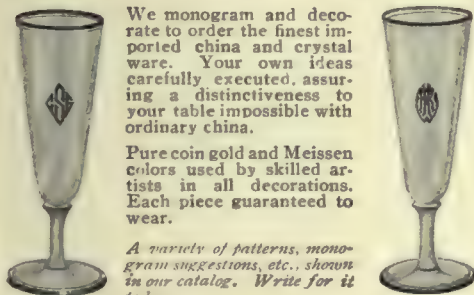 We monogram and deco-
rate to order the finest im-
ported china and crystal
ware. Your own ideas
carefully executed, assur-
ing a distinctiveness to
your table impossible with
ordinary china.
Pure coin gold and Meissen
colors used by skilled ar-
tists in all decorations.
Each piece guaranteed to
wear.
A variety of patterns, mono-
gram suggestions, etc., shown
in our catalog. Write for it